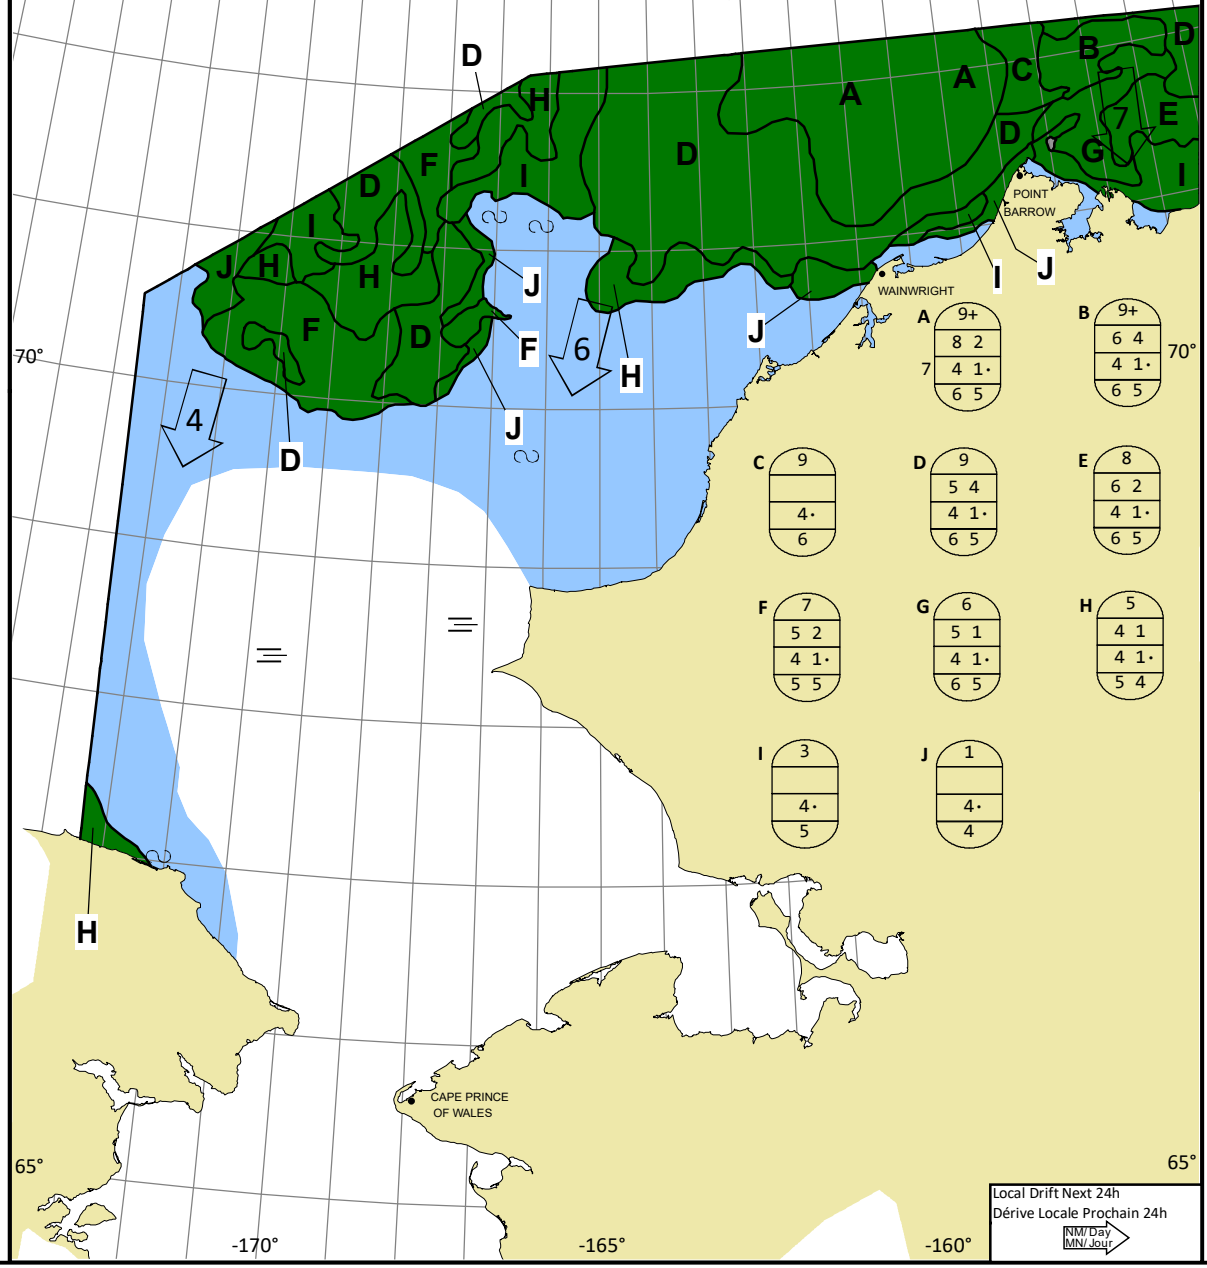 D
B
D
H
C
A
A
7
E
D
D
G
F
I
I
D
POINT
BARROW
I
J
H
H
J
I
J
WAINWRIGHT
F
D
J
F
6
H
70°
70°
4
D
J
A
9+
8 2
7
4 1·
6 5
B
9+
6 4
4 1·
6 5
C
9
4·
6
D
9
5 4
4 1·
6 5
E
8
6 2
4 1·
6 5
F
7
5 2
4 1·
5 5
G
6
5 1
4 1·
6 5
H
5
4 1
4 1·
5 4
I
3
4·
5
J
1
4·
4
H
CAPE PRINCE
OF WALES
65°
65°
-170°
-165°
-160°
Local Drift Next 24h
Dérive Locale Prochain 24h
NM/Day
MN/Jour